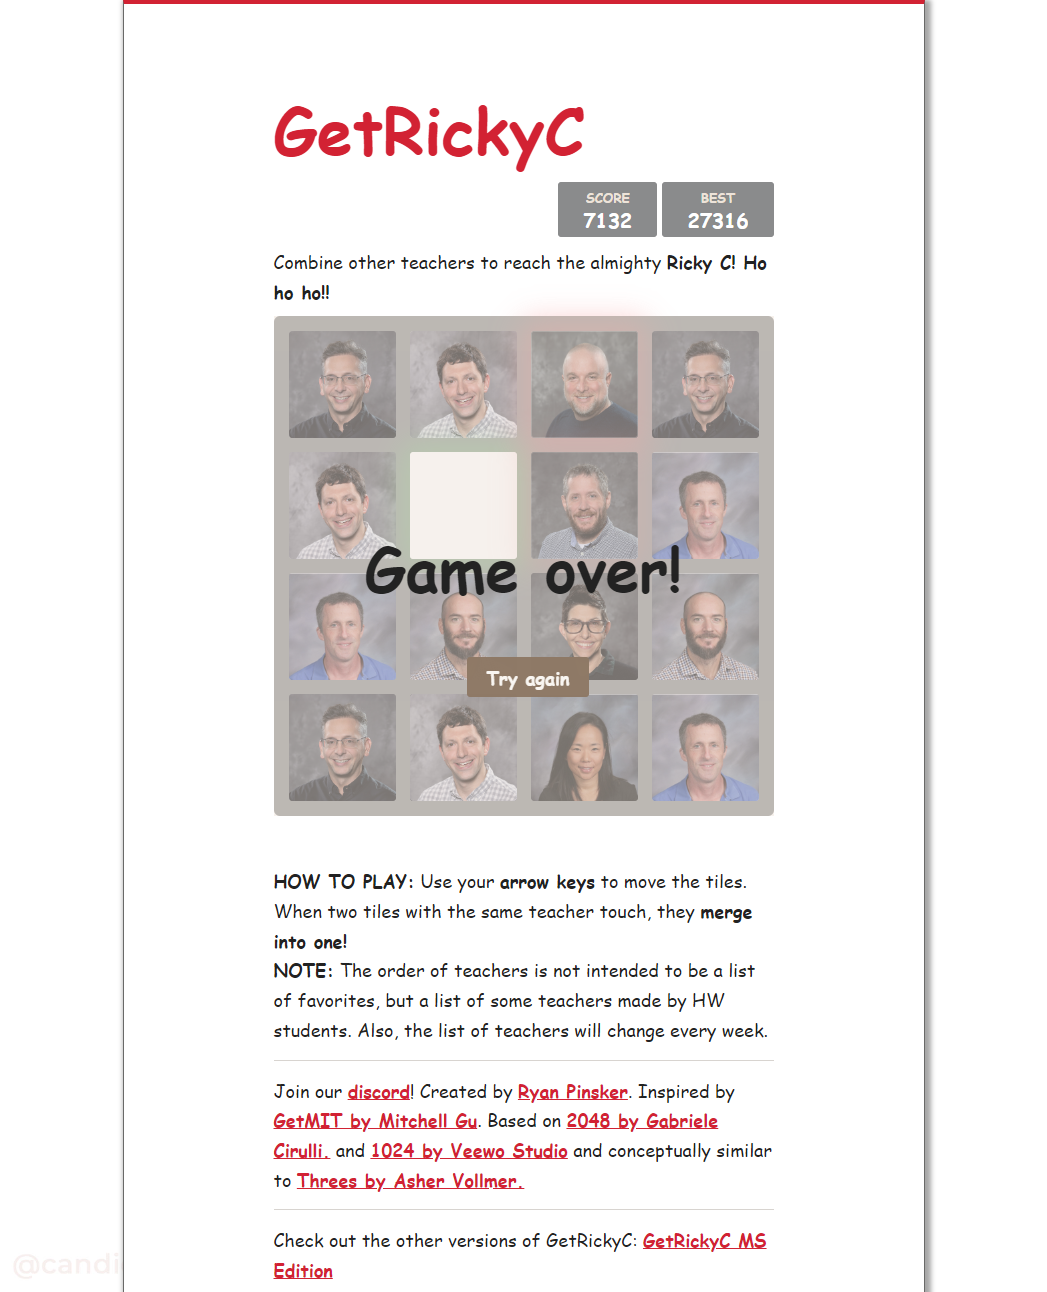 GetRickyC
SCORE
7132
BEST
27316
Combine other teachers to reach the almighty Ricky C! Ho
ho ho!!
Game over!
Try again
HOW TO PLAY: Use your arrow keys to move the tiles.
When two tiles with the same teacher touch, they merge
into one!
NOTE: The order of teachers is not intended to be a list
of favorites, but a list of some teachers made by HW
students. Also, the list of teachers will change every week.
Join our discord! Created by Ryan Pinsker. Inspired by
GetMIT by Mitchell Gu. Based on 2048 by Gabriele
Cirulli. and 1024 by Veewo Studio and conceptually similar
to Threes by Asher Vollmer.
Check out the other versions of GetRickyC: GetRickyC MS
Edition